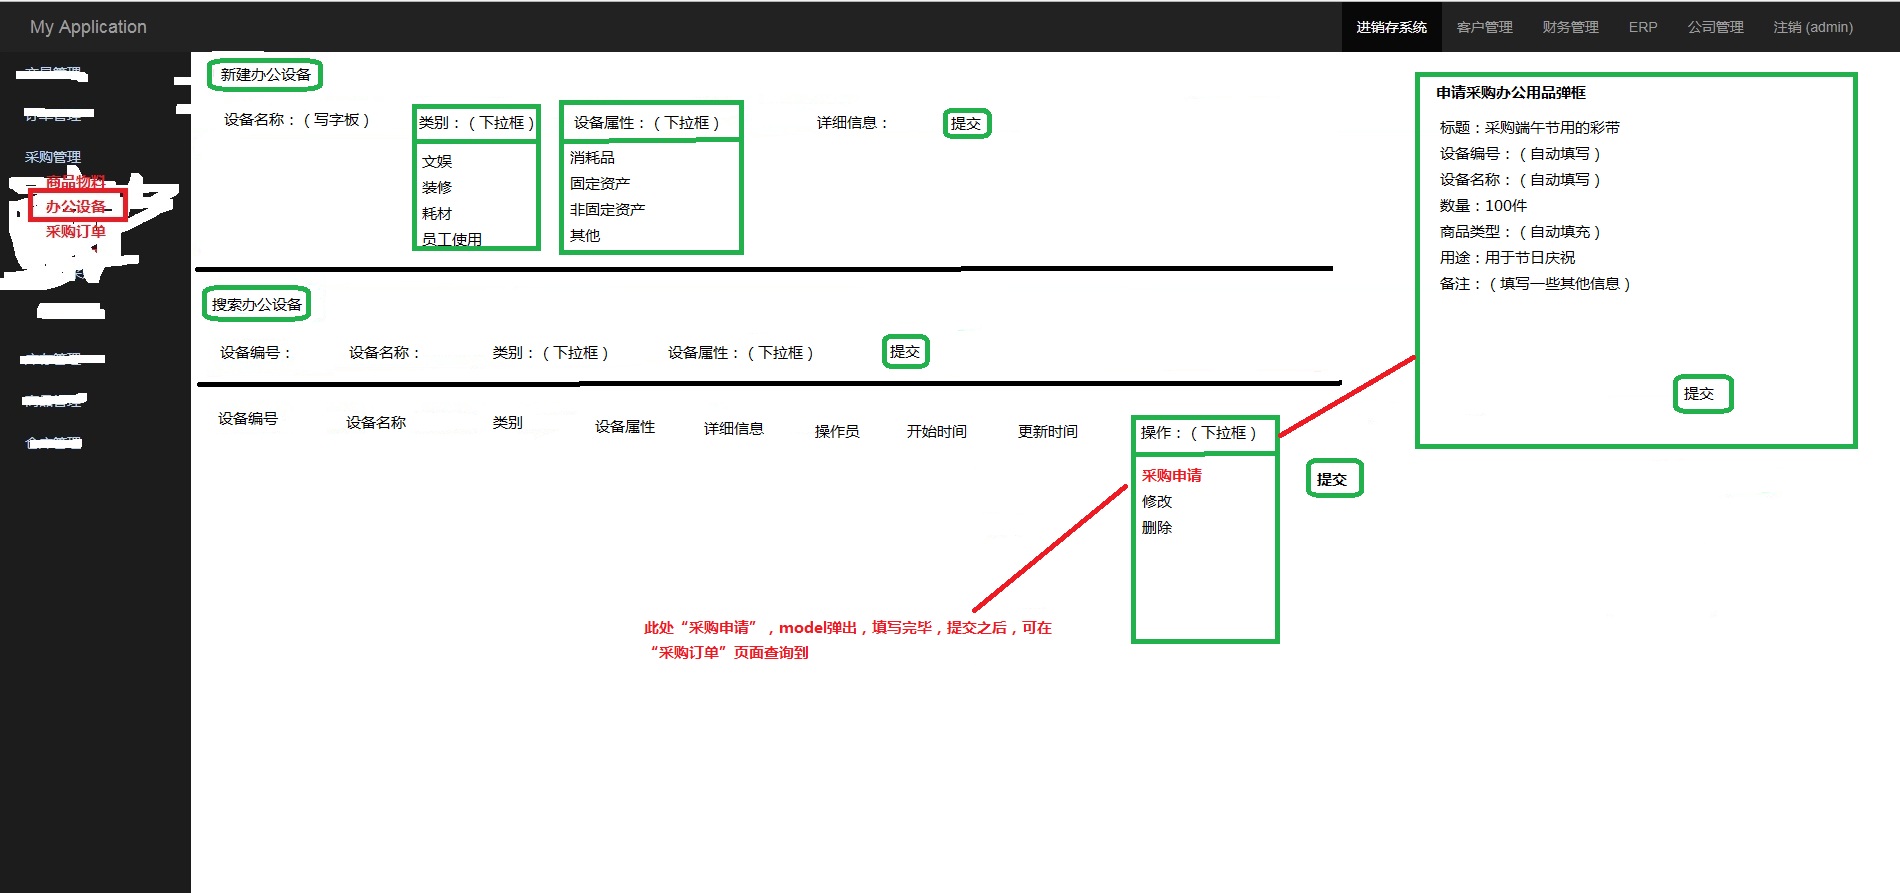 My Application
进销存系统 客户管理 财务管理 ERP 公司管理 注销 (admin)
采购管理
商品物料
办公设备
采购订单
新建办公设备
设备名称：（写字板） 类别：（下拉框） 设备属性：（下拉框） 详细信息： 提交
文娱
装修
耗材
员工使用
消耗品
固定资产
非固定资产
其他
搜索办公设备
设备编号： 设备名称： 类别：（下拉框） 设备属性：（下拉框） 提交
设备编号 设备名称 类别 设备属性 详细信息 操作员 开始时间 更新时间 操作：（下拉框）
采购申请
修改
删除
提交
此处“采购申请”，model弹出，填写完毕，提交之后，可在
“采购订单”页面查询到
申请采购办公用品弹框
标题：采购端午节用的彩带
设备编号：（自动填写）
设备名称：（自动填写）
数量：100件
商品类型：（自动填充）
用途：用于节日庆祝
备注：（填写一些其他信息）
提交